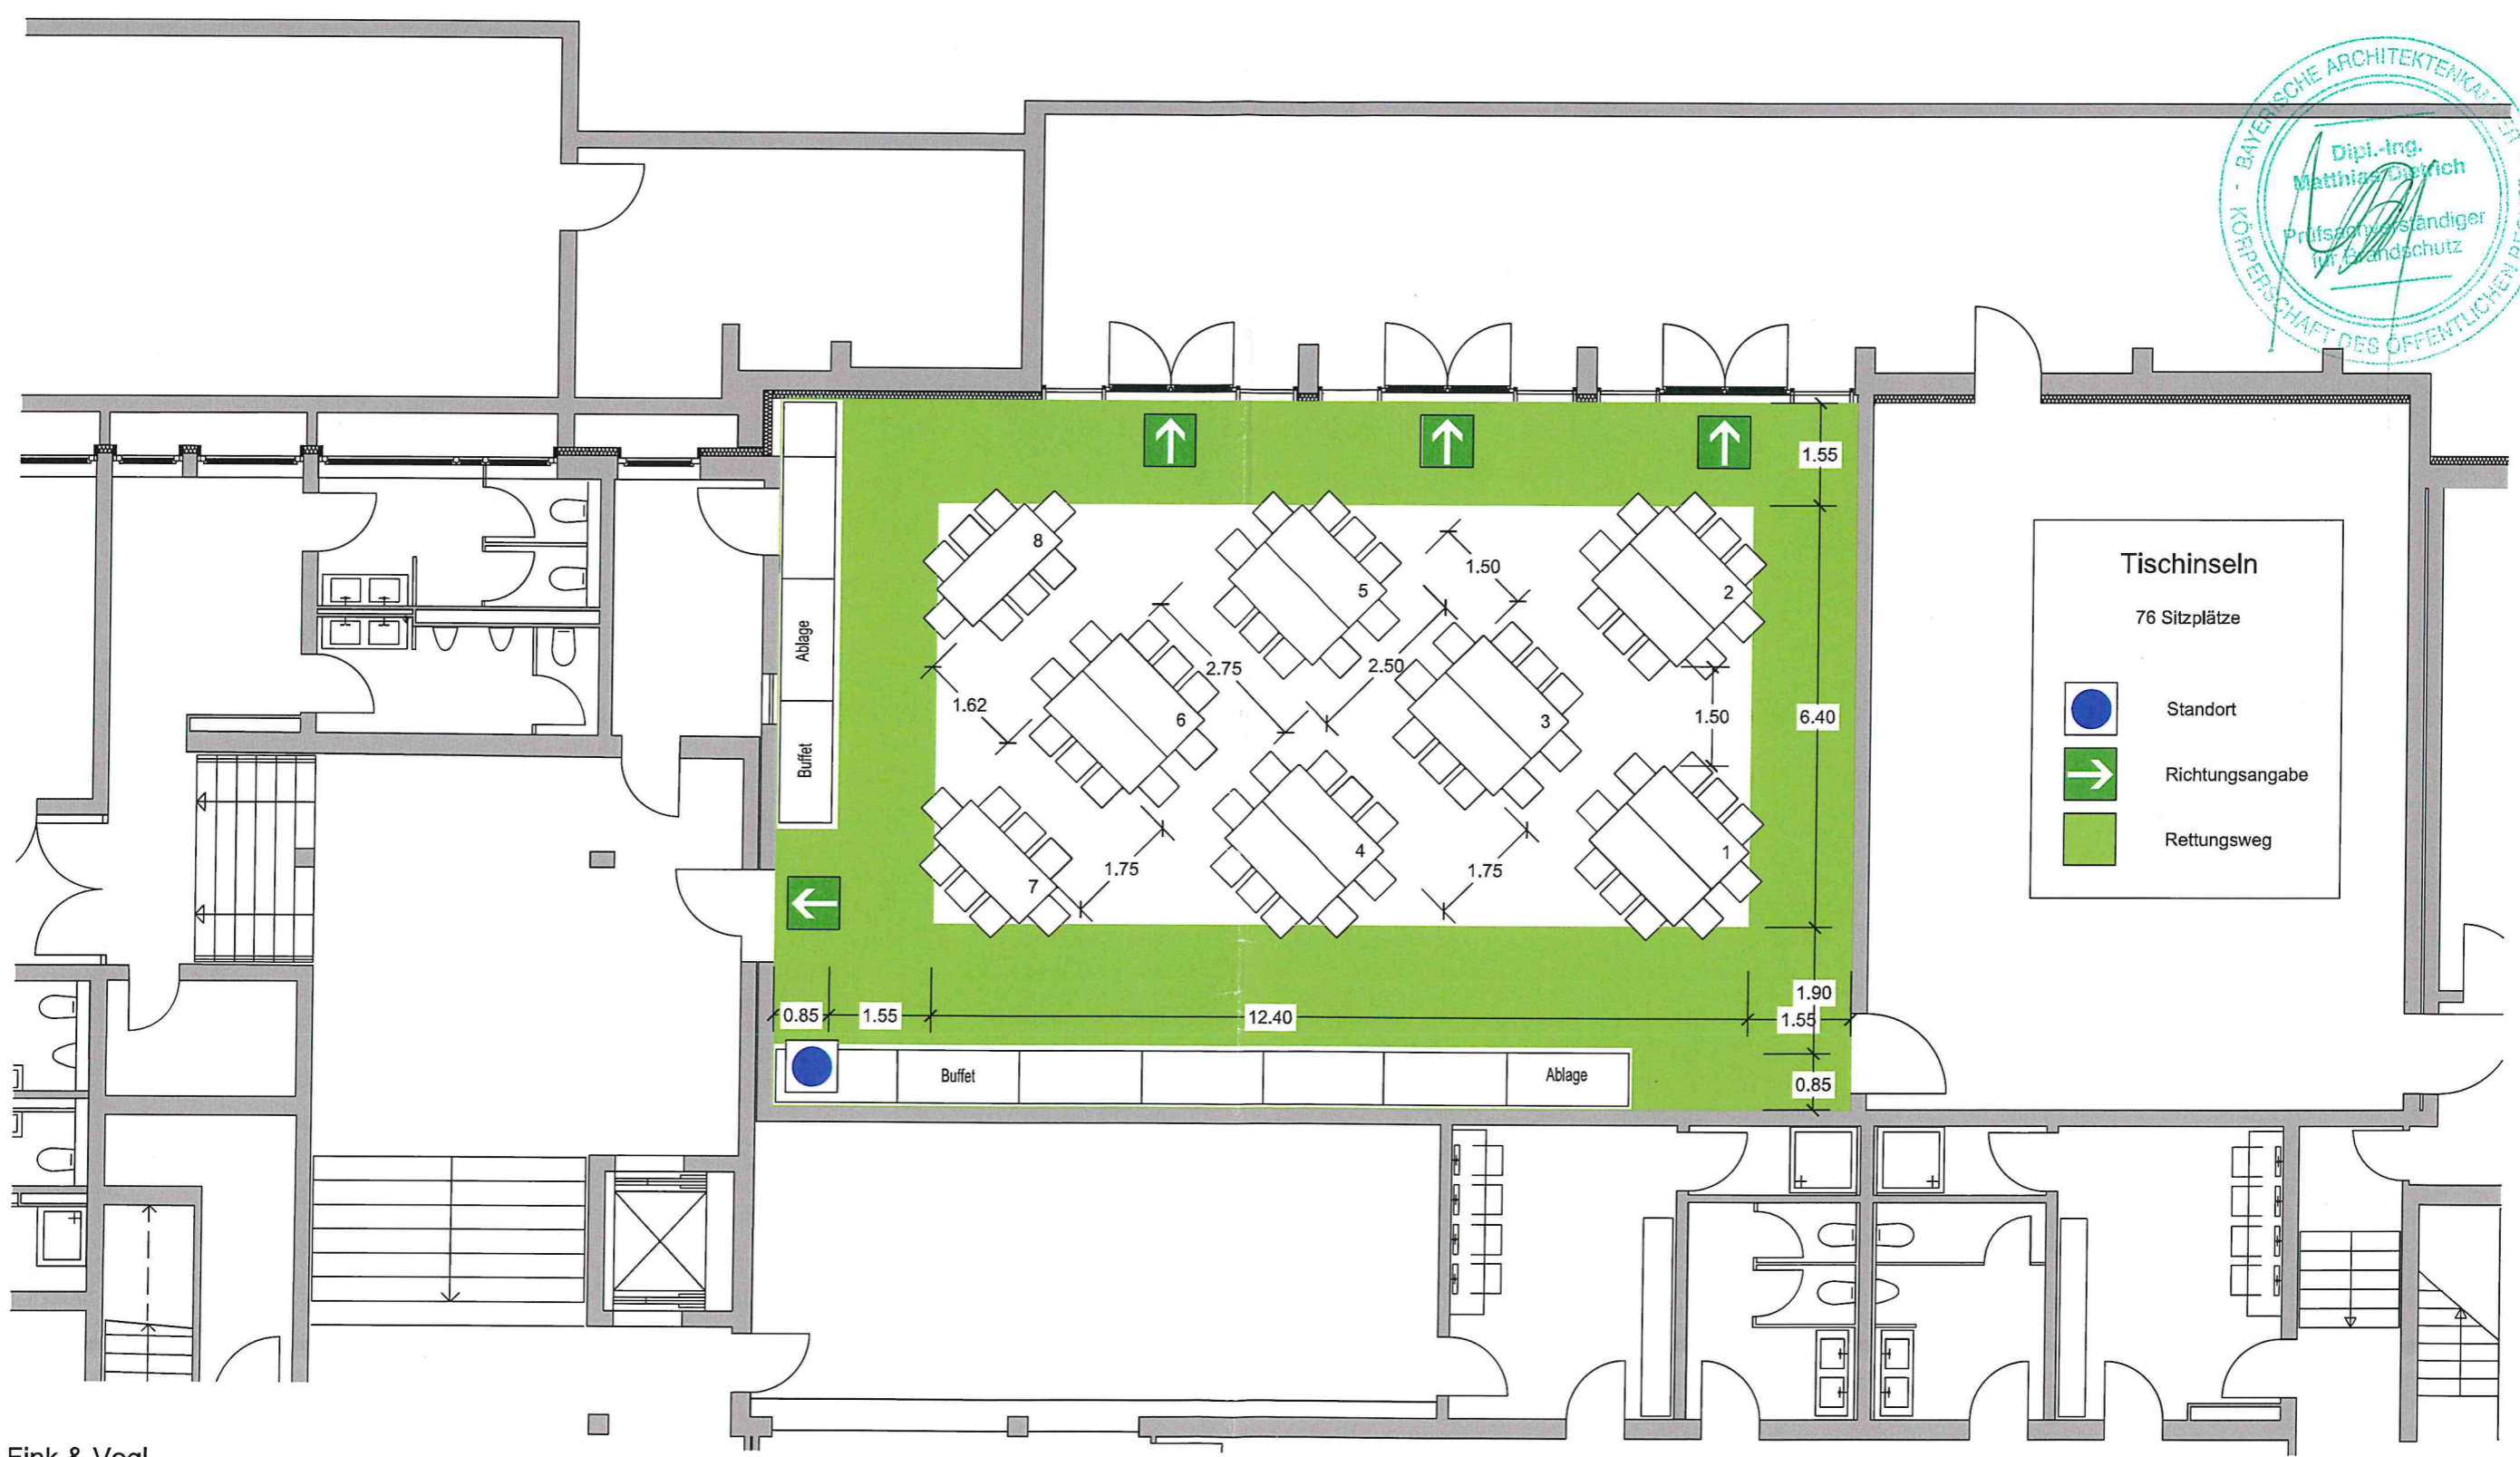 BAYERISCHE ARCHITEKTENKAMMER
KÖRPERSCHAFT DES ÖFFENTLICHEN
Dipl.-Ing.
Matthias Dietrich
Prüfsachverständiger
für Brandschutz
1.55
8
5
2
1.50
Tischinseln
76 Sitzplätze
Standort
Richtungsangabe
Rettungsweg
Ablage
Buffet
2.75
2.50
1.62
6
3
1.50
6.40
7
4
1
1.75
1.75
0.85
1.55
12.40
1.90
1.55
Buffet
Ablage
0.85
Fink & Vogl